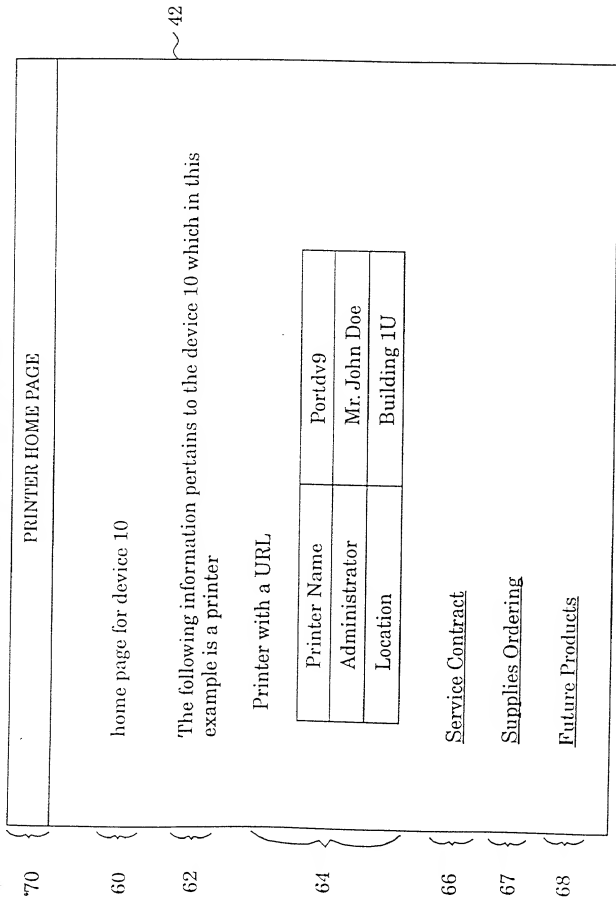 42
70 PRINTER HOME PAGE
60 home page for device 10
62 The following information pertains to the device 10 which in this
example is a printer
Printer with a URL
64
Printer Name Portdv9
Administrator Mr. John Doe
Location Building 1U
66 Service Contract
67 Supplies Ordering
68 Future Products